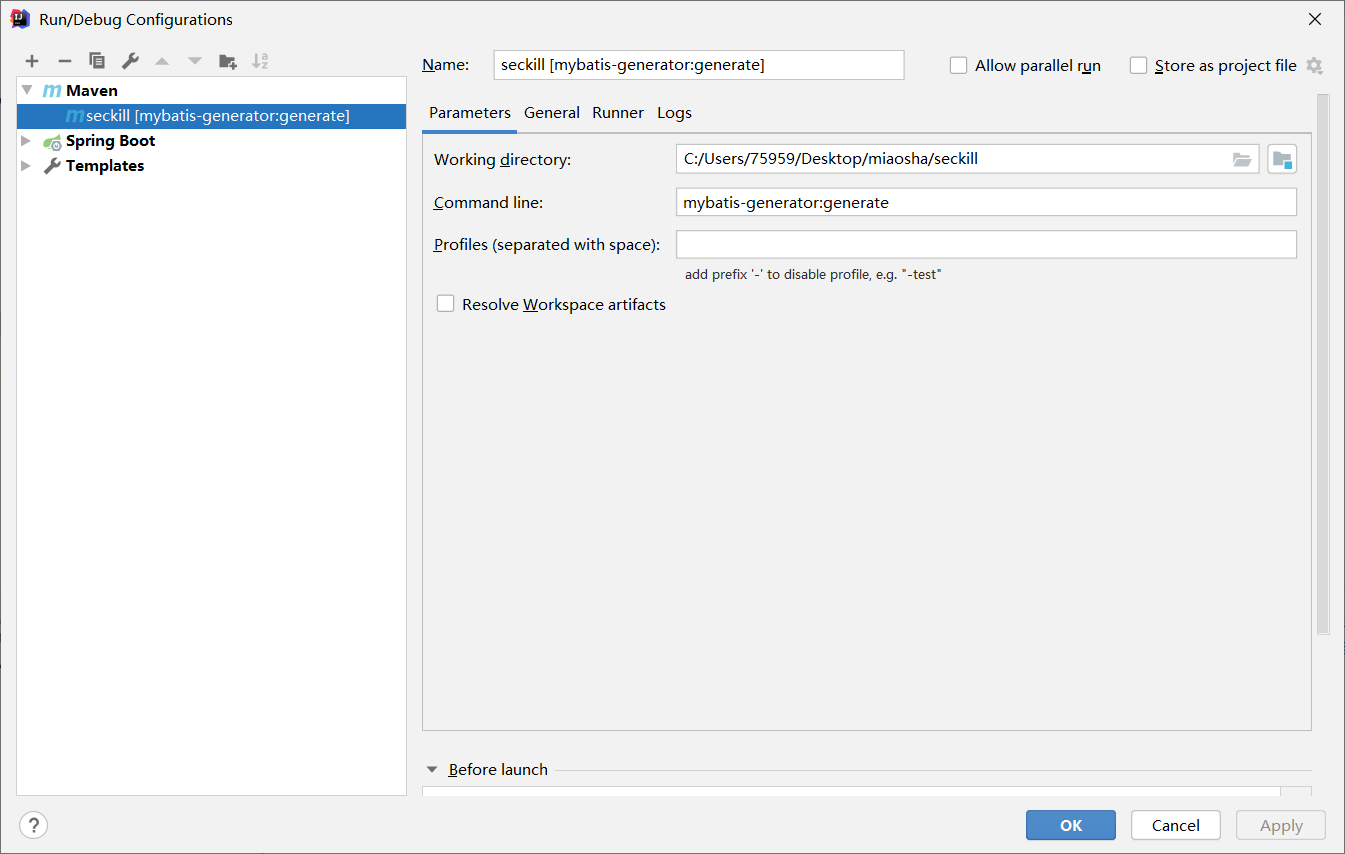 Run/Debug Configurations
Name: seckill [mybatis-generator:generate] Allow parallel run Store as project file
Maven
seckill [mybatis-generator:generate]
Spring Boot
Templates
Parameters General Runner Logs
Working directory: C:/Users/75959/Desktop/miaosha/seckill
Command line: mybatis-generator:generate
Profiles (separated with space):
add prefix '-' to disable profile, e.g. "-test"
Resolve Workspace artifacts
Before launch
? OK Cancel Apply